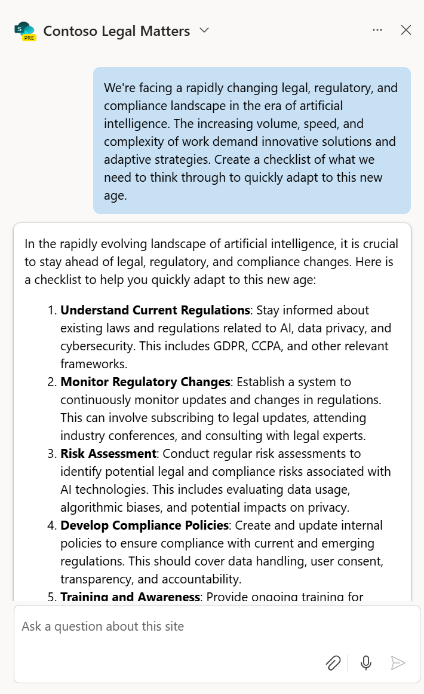 Contoso Legal Matters
PRE
We're facing a rapidly changing legal, regulatory, and
compliance landscape in the era of artificial
intelligence. The increasing volume, speed, and
complexity of work demand innovative solutions and
adaptive strategies. Create a checklist of what we
need to think through to quickly adapt to this new
age.
In the rapidly evolving landscape of artificial intelligence, it is crucial
to stay ahead of legal, regulatory, and compliance changes. Here is
a checklist to help you quickly adapt to this new age:
1. Understand Current Regulations: Stay informed about
existing laws and regulations related to AI, data privacy, and
cybersecurity. This includes GDPR, CCPA, and other relevant
frameworks.
2. Monitor Regulatory Changes: Establish a system to
continuously monitor updates and changes in regulations.
This can involve subscribing to legal updates, attending
industry conferences, and consulting with legal experts.
3. Risk Assessment: Conduct regular risk assessments to
identify potential legal and compliance risks associated with
AI technologies. This includes evaluating data usage,
algorithmic biases, and potential impacts on privacy.
4. Develop Compliance Policies: Create and update internal
policies to ensure compliance with current and emerging
regulations. This should cover data handling, user consent,
transparency, and accountability.
5. Training and Awareness: Provide ongoing training for
Ask a question about this site